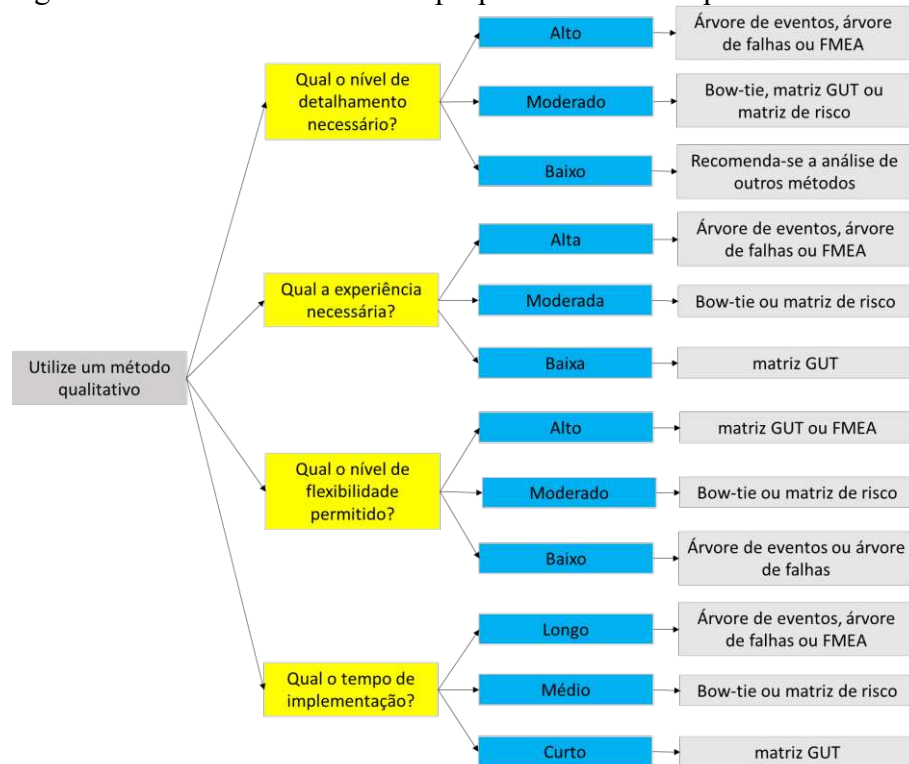 Alto
Árvore de eventos, árvore
de falhas ou FMEA
Qual o nível de
detalhamento
necessário?
Moderado
Bow-tie, matriz GUT ou
matriz de risco
Baixo
Recomenda-se a análise de
outros métodos
Alta
Árvore de eventos, árvore
de falhas ou FMEA
Qual a experiência
necessária?
Moderada
Bow-tie ou matriz de risco
Baixa
matriz GUT
Utilize um método
qualitativo
Alto
matriz GUT ou FMEA
Qual o nível de
flexibilidade
permitido?
Moderado
Bow-tie ou matriz de risco
Baixo
Árvore de eventos ou árvore
de falhas
Longo
Árvore de eventos, árvore
de falhas ou FMEA
Qual o tempo de
implementação?
Médio
Bow-tie ou matriz de risco
Curto
matriz GUT